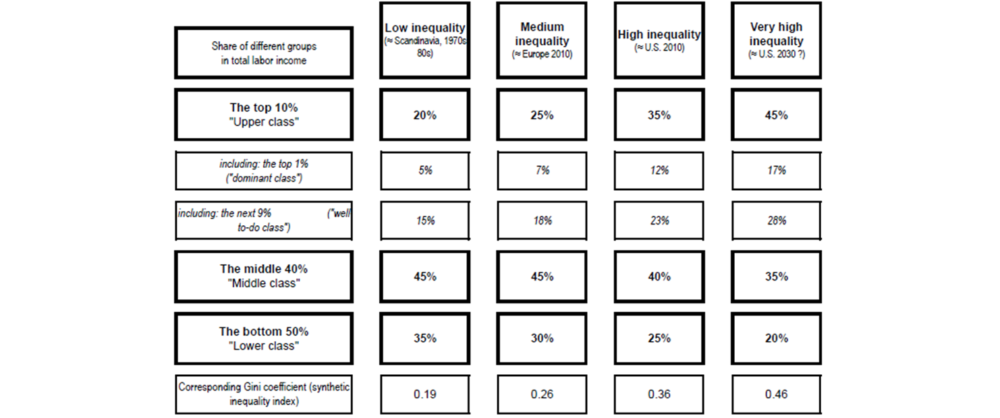 Share of different groups
in total labor income
Low inequality
(≈ Scandinavia, 1970s
80s)
Medium
inequality
(≈ Europe 2010)
High inequality
(≈ U.S. 2010)
Very high
inequality
(≈ U.S. 2030 ?)
The top 10%
"Upper class"
20%
25%
35%
45%
including: the top 1%
("dominant class")
5%
7%
12%
17%
including: the next 9% ("well
to-do class")
15%
18%
23%
28%
The middle 40%
"Middle class"
45%
45%
40%
35%
The bottom 50%
"Lower class"
35%
30%
25%
20%
Corresponding Gini coefficient (synthetic
inequality index)
0.19
0.26
0.36
0.46